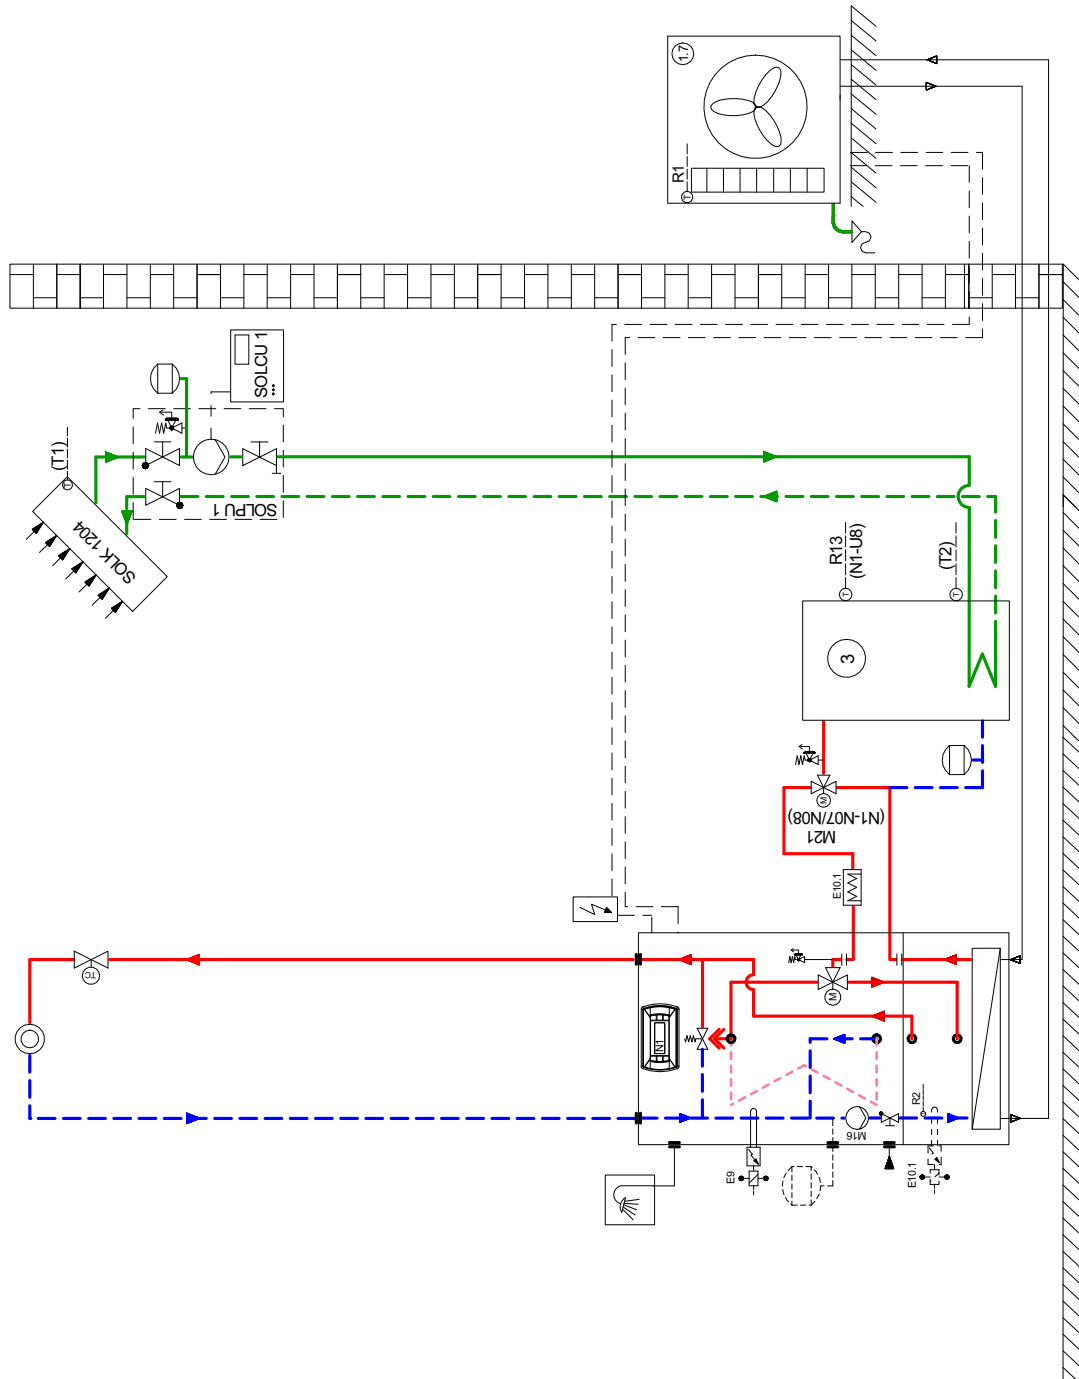 1.7
R1
T
SOLCU 1
(T1)
T
SOLK 1204
SOLPU 1
R13
(N1-U8)
(T2)
T
T
3
M
M21
(N1-N07/N08)
E10.1
TC
N1
M
M16
R2
E9
E10.1